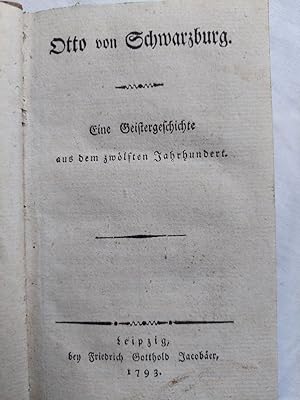 Otto von Schwarzburg.
Eine Geistergeschichte
aus dem zwölften Jahrhundert.
Leipzig,
bey Friedrich Gotthold Jacobäer,
1793.